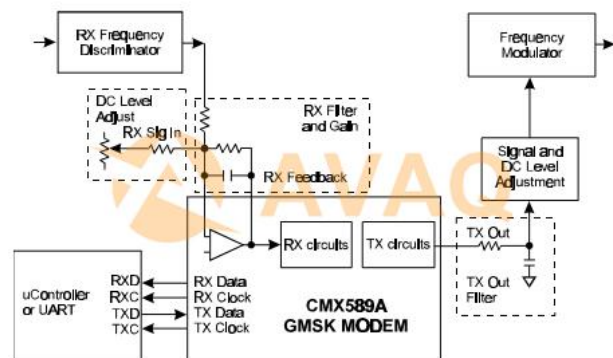 RX Frequency
Discriminator
Frequency
Modulator
DC Level
Adjust
RX Sig In
RX Filter
and Gain
RX Feedback
Signal and
DC Level
Adjustment
AVAQ
RX circuits
TX circuits
TX Out
TX Out
Filter
uController
or UART
RXD
RXC
TXD
TXC
RX Data
RX Clock
TX Data
TX Clock
CMX589A
GMSK MODEM